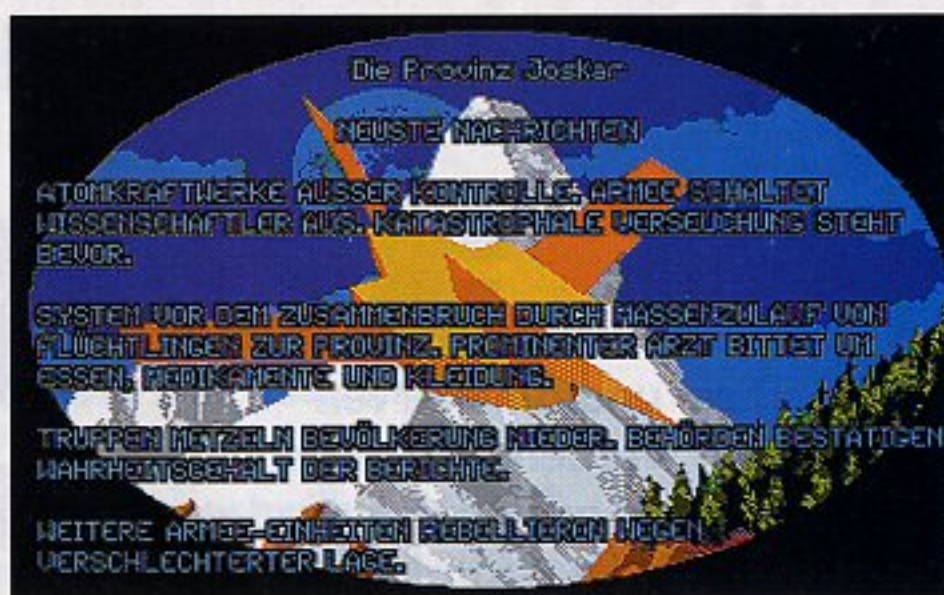 Die Provinz Joskar
NEUSTE NACHRICHTEN
ATOMKRAFTWERKE AUSSER KONTROLLE. ARMEE SCHALTET
WISSENSCHAFTLER AUS. KATASTROPHALE VERSEUCHUNG STEHT
BEVOR.
SYSTEM VOR DEM ZUSAMMENBRUCH DURCH MASSENZULAUF VON
FLÜCHTLINGEN ZUR PROVINZ. PROMINENTER ARZT BITTET UM
ESSEN, MEDIKAMENTE UND KLEIDUNG.
TRUPPEN METZELN BEVÖLKERUNG NIEDER. BEHÖRDEN BESTÄTIGEN
WAHRHEITSGEHALT DER BERICHTE.
WEITERE ARMEE-EINHEITEN REBELLIEREN WEGEN
VERSCHLECHTERTER LAGE.